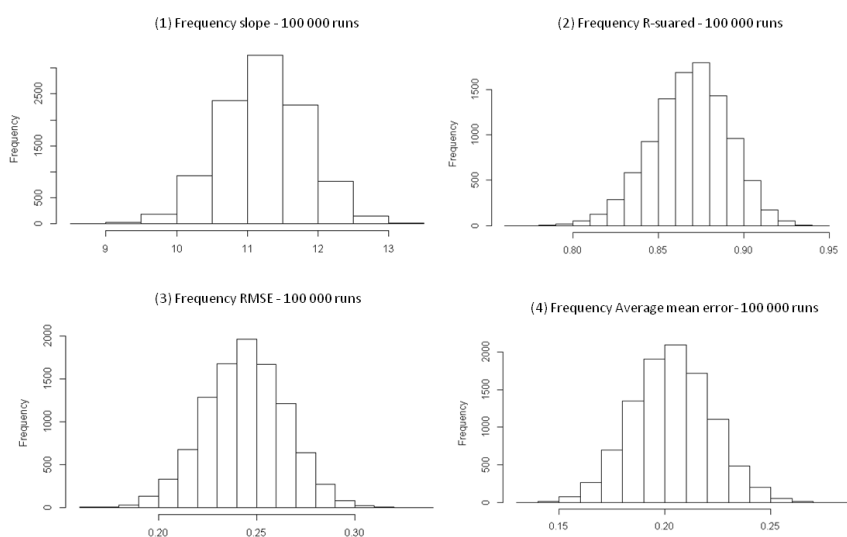 (1) Frequency slope - 100 000 runs
Frequency
2500
1500
500
0
9 10 11 12 13
(2) Frequency R-suared - 100 000 runs
Frequency
1500
1000
500
0
0.80 0.85 0.90 0.95
(3) Frequency RMSE - 100 000 runs
Frequency
2000
1500
1000
500
0
0.20 0.25 0.30
(4) Frequency Average mean error- 100 000 runs
Frequency
2000
1500
1000
500
0
0.15 0.20 0.25